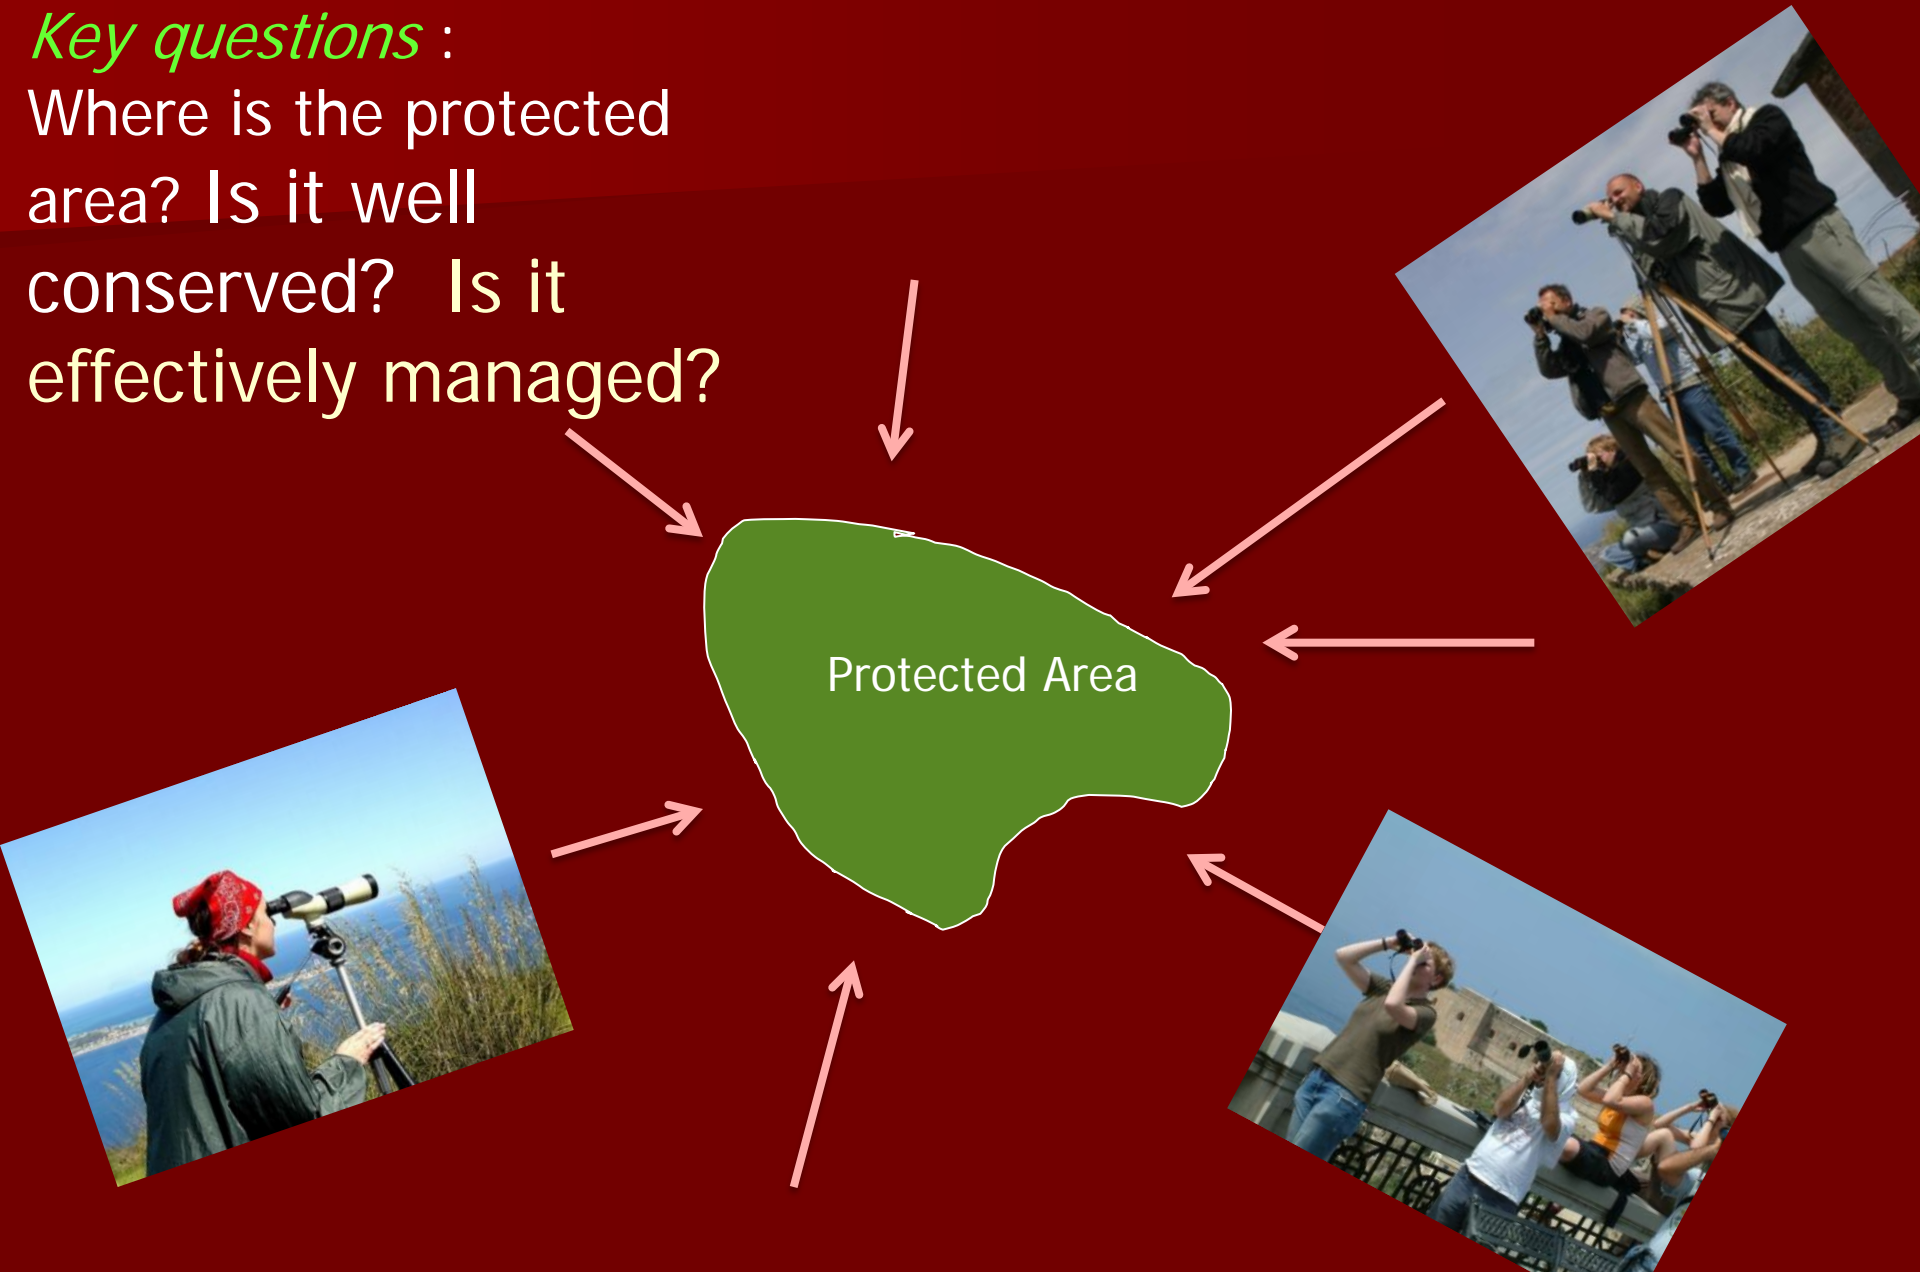 Key questions :
Where is the protected
area? Is it well
conserved? Is it
effectively managed?
Protected Area